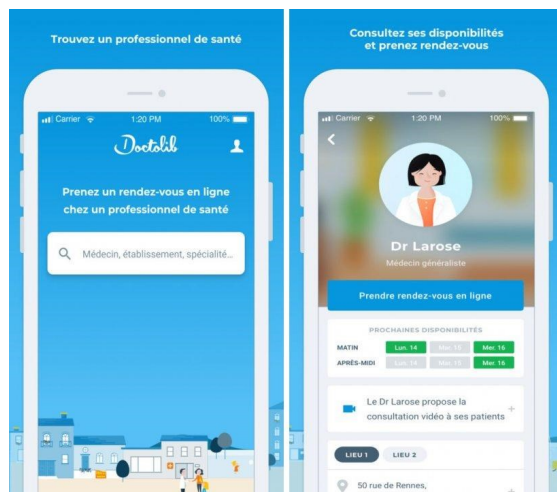 Trouvez un professionnel de santé
Carrier 1:20 PM 100%
Doctolib
Prenez un rendez-vous en ligne
chez un professionnel de santé
Médecin, établissement, spécialité...
Consultez ses disponibilités
et prenez rendez-vous
Carrier 1:20 PM 100%
Dr Larose
Médecin généraliste
Prendre rendez-vous en ligne
PROCHAINES DISPONIBILITÉS
MATIN Lun. 14 Mar. 15 Mer. 16
APRÈS-MIDI Lun. 14 Mar. 15 Mer. 16
Le Dr Larose propose la
consultation vidéo à ses patients
LIEU 1 LIEU 2
50 rue de Rennes,